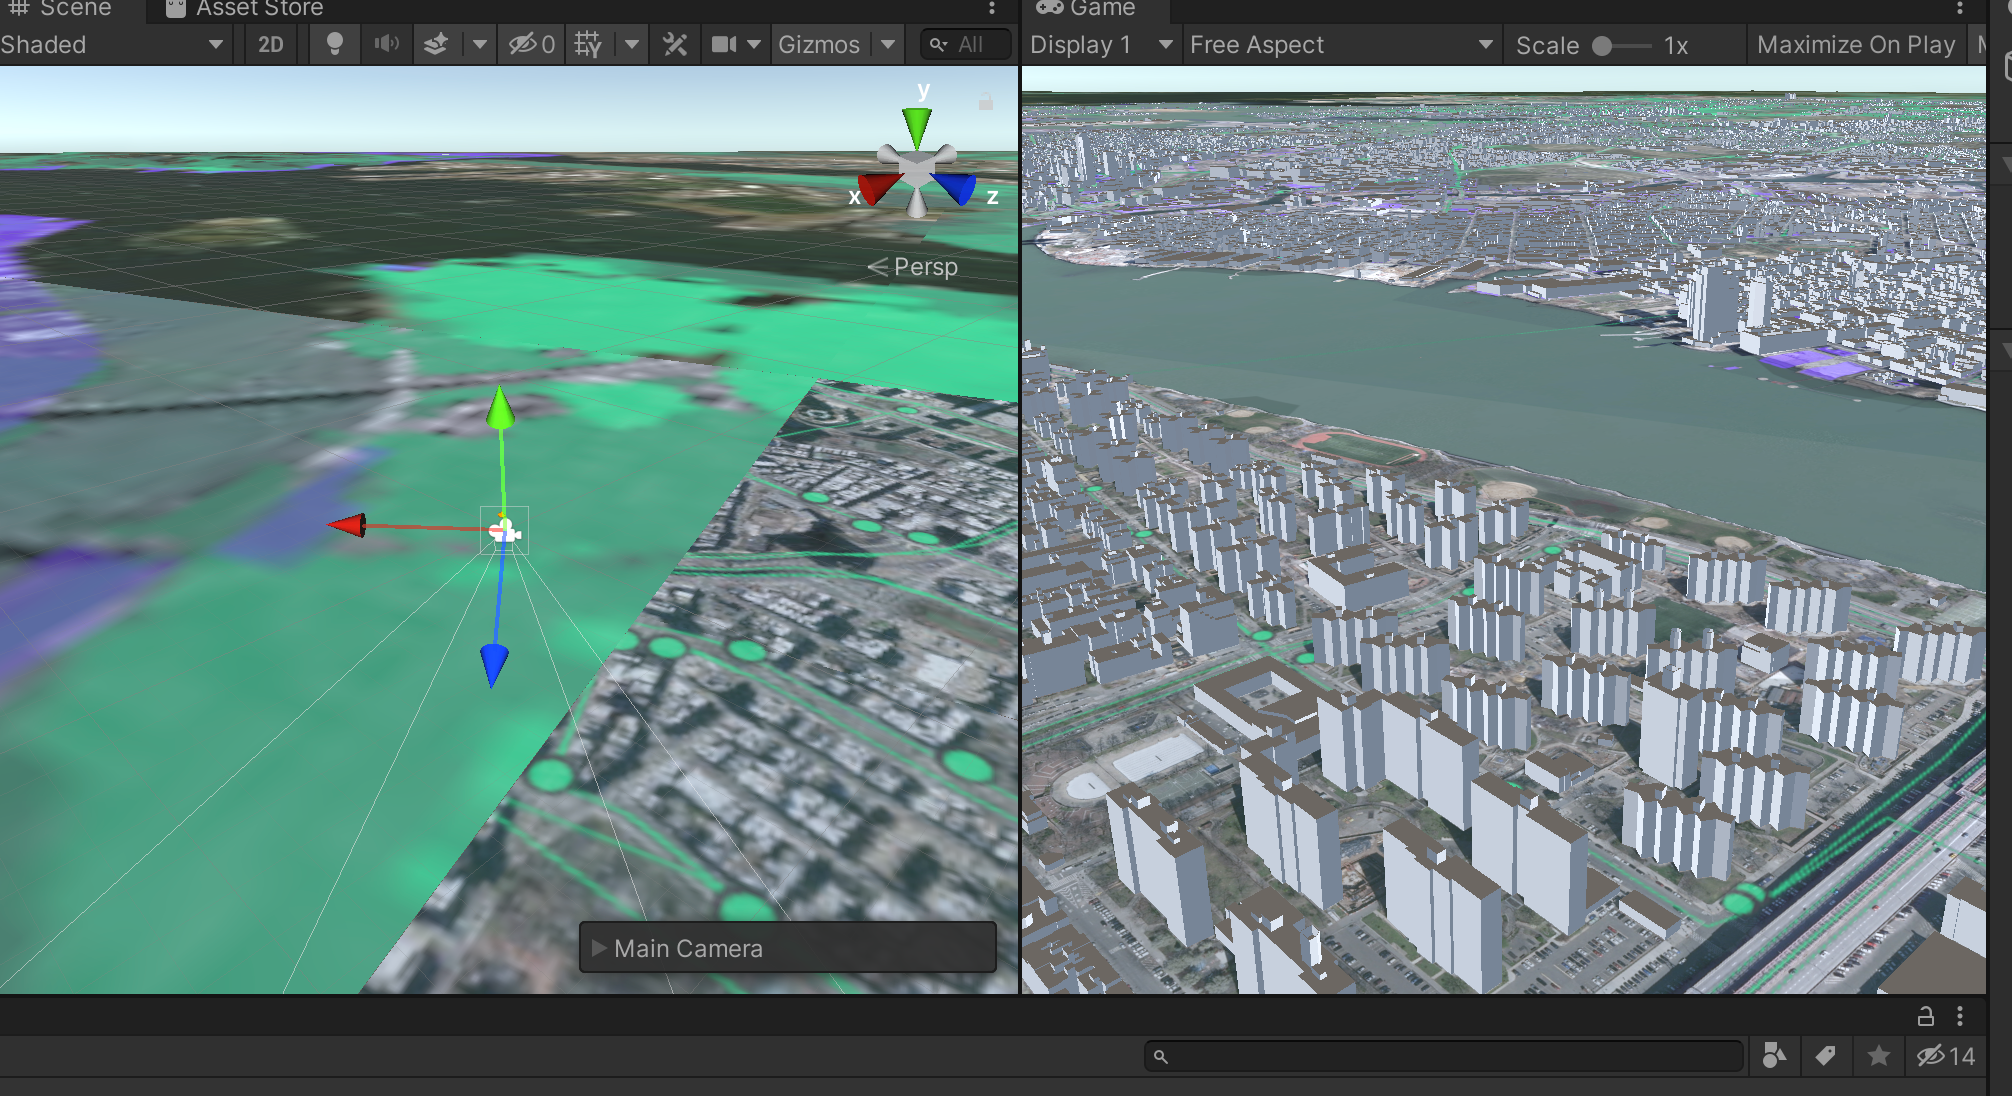 Scene
Asset Store
Game
Shaded
2D
0
Gizmos
All
Display 1
Free Aspect
Scale
1x
Maximize On Play
y
x
z
Persp
Main Camera
14